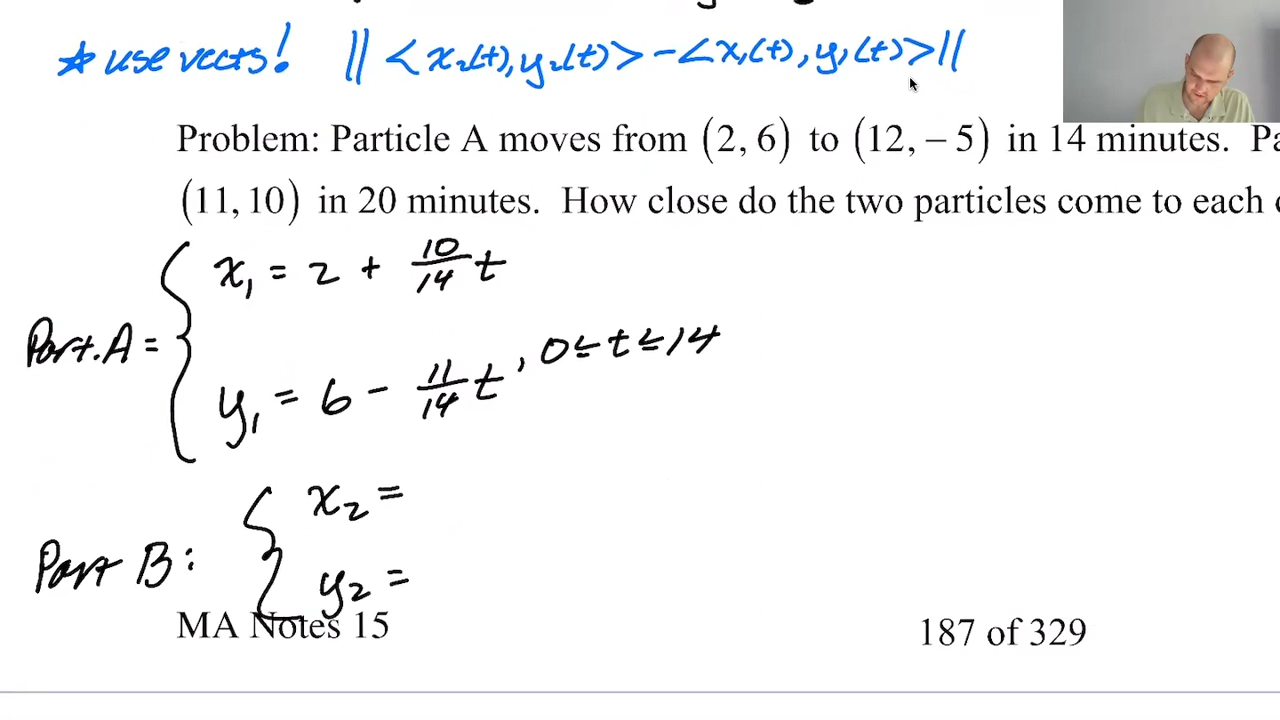 * use vects! || < x₂(t), y₂(t) > - < x₁(t), y₁(t) > ||
Problem: Particle A moves from (2, 6) to (12, – 5) in 14 minutes. Pa
(11, 10) in 20 minutes. How close do the two particles come to each
x₁ = 2 + 10/14 t
Part. A =
y₁ = 6 - 11/14 t , 0 ≤ t ≤ 14
x₂ =
Part B:
y₂ =
MA Notes 15
187 of 329